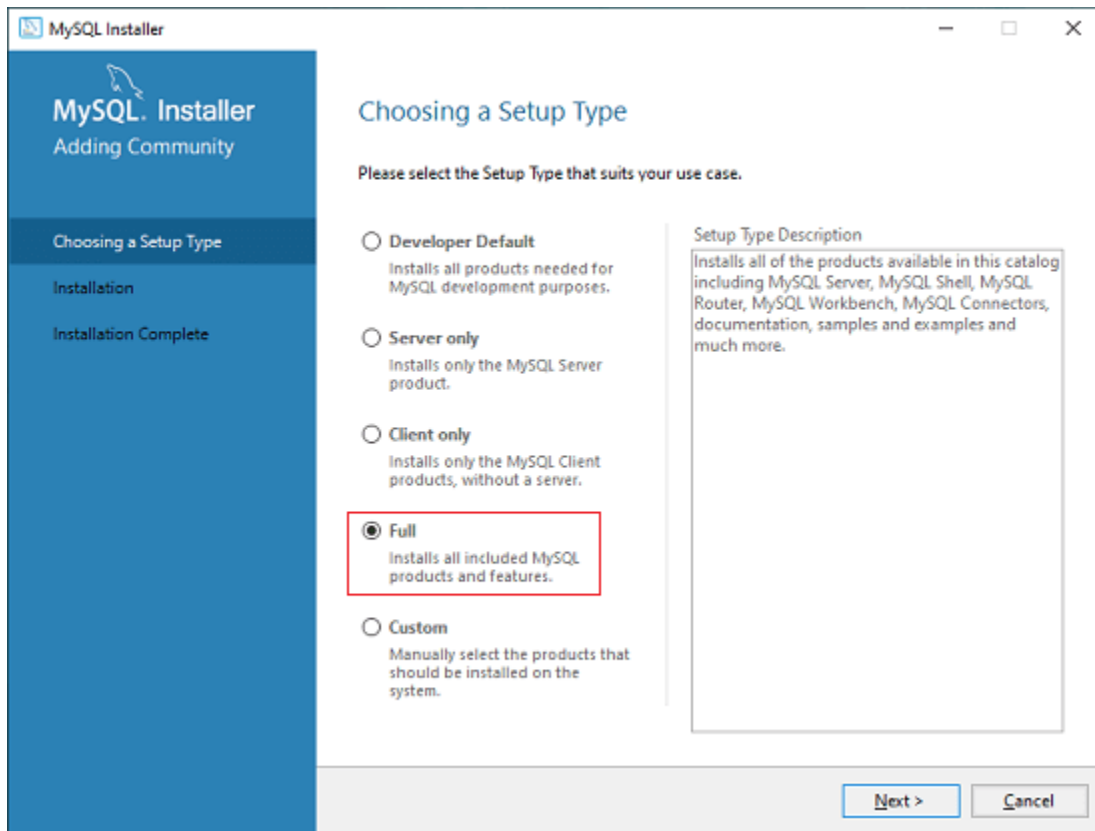 MySQL Installer
MySQL. Installer
Adding Community
Choosing a Setup Type
Installation
Installation Complete
Choosing a Setup Type
Please select the Setup Type that suits your use case.
Developer Default
Installs all products needed for
MySQL development purposes.
Server only
Installs only the MySQL Server
product.
Client only
Installs only the MySQL Client
products, without a server.
Full
Installs all included MySQL
products and features.
Custom
Manually select the products that
should be installed on the
system.
Setup Type Description
Installs all of the products available in this catalog
including MySQL Server, MySQL Shell, MySQL
Router, MySQL Workbench, MySQL Connectors,
documentation, samples and examples and
much more.
Next >
Cancel